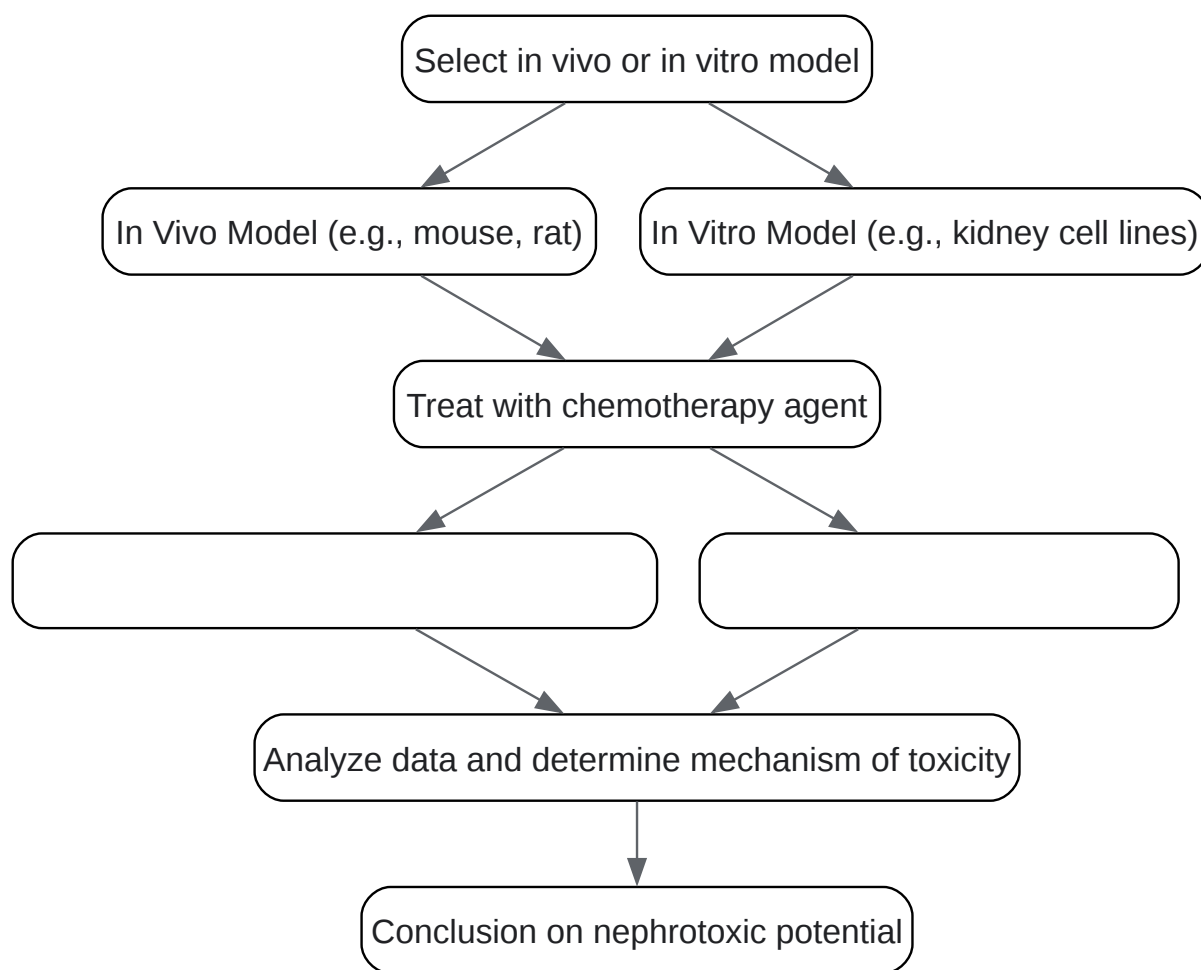 Select in vivo or in vitro model
In Vivo Model (e.g., mouse, rat)
In Vitro Model (e.g., kidney cell lines)
Treat with chemotherapy agent
Analyze data and determine mechanism of toxicity
Conclusion on nephrotoxic potential